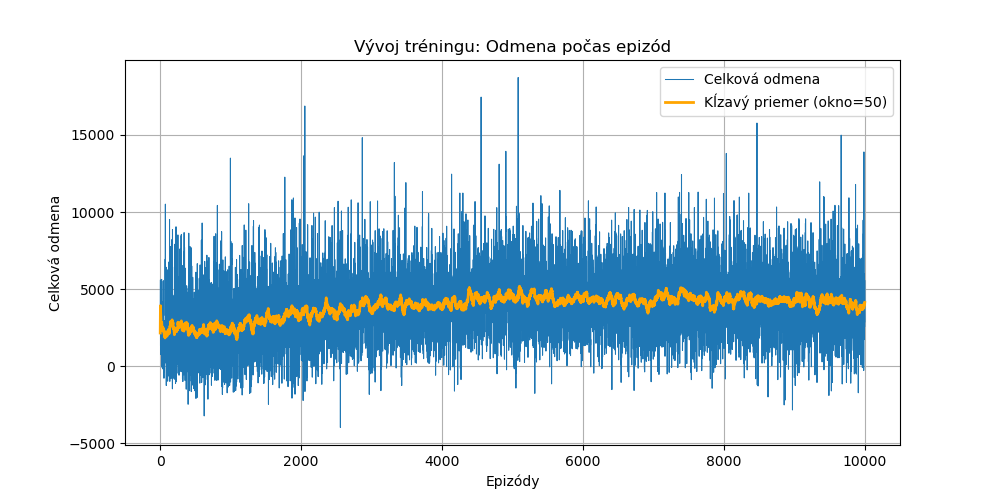 Vývoj tréningu: Odmena počas epizód
Celková odmena
Kĺzavý priemer (okno=50)
Celková odmena
15000
10000
5000
0
−5000
0
2000
4000
6000
8000
10000
Epizódy